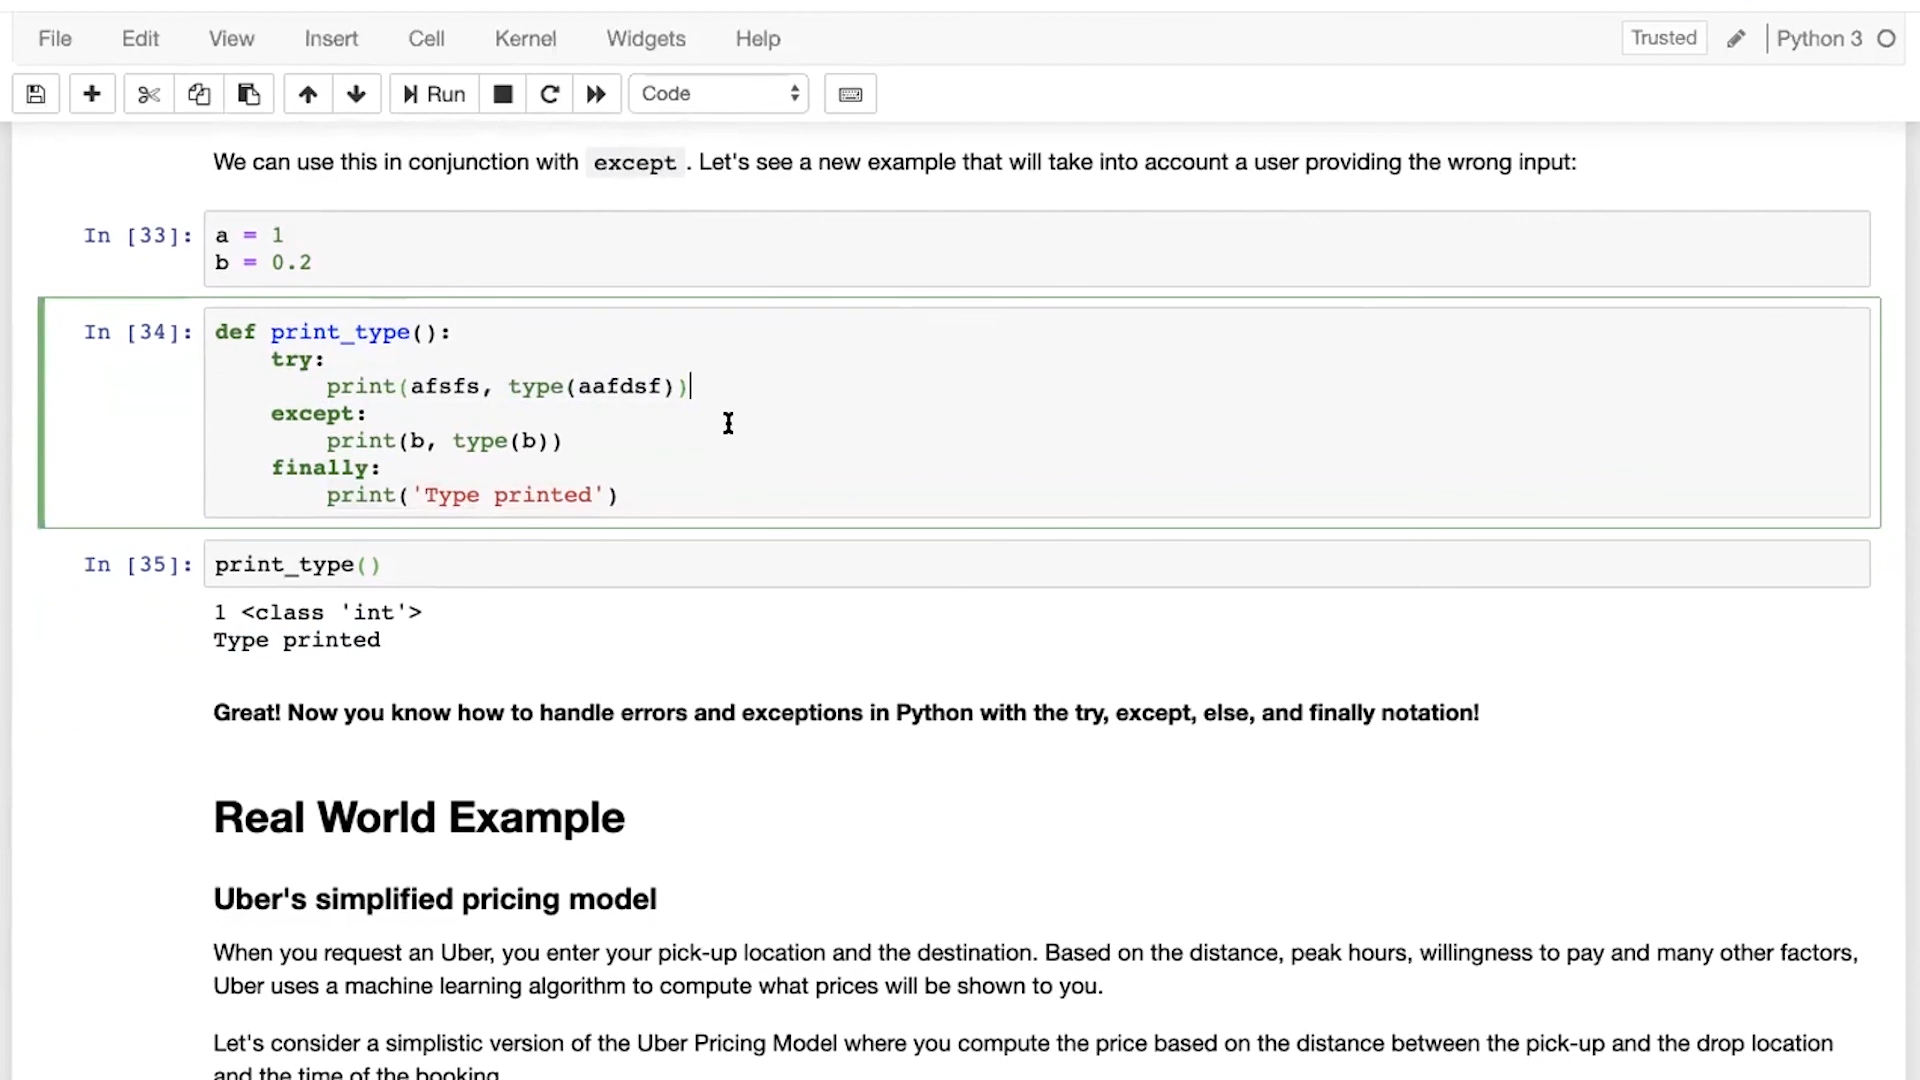 File Edit View Insert Cell Kernel Widgets Help Trusted Python 3
Run Code
We can use this in conjunction with except . Let's see a new example that will take into account a user providing the wrong input:
In [33]: a = 1
b = 0.2
In [34]: def print_type():
try:
print(afsfs, type(aafdsf))
except:
print(b, type(b))
finally:
print('Type printed')
In [35]: print_type()
1 <class 'int'>
Type printed
Great! Now you know how to handle errors and exceptions in Python with the try, except, else, and finally notation!
Real World Example
Uber's simplified pricing model
When you request an Uber, you enter your pick-up location and the destination. Based on the distance, peak hours, willingness to pay and many other factors,
Uber uses a machine learning algorithm to compute what prices will be shown to you.
Let's consider a simplistic version of the Uber Pricing Model where you compute the price based on the distance between the pick-up and the drop location
and the time of the booking.